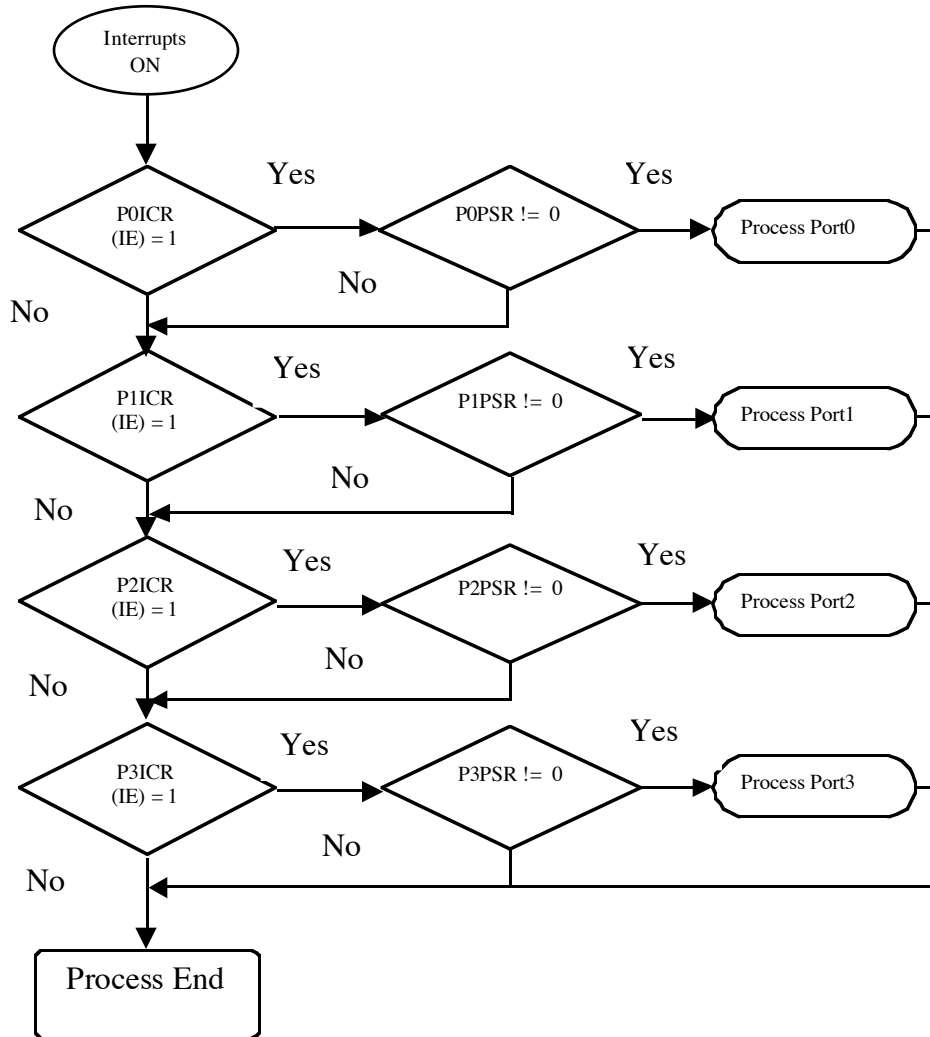 Interrupts
ON
Yes
Yes
P0ICR
(IE) = 1
P0PSR != 0
Process Port0
No
No
Yes
Yes
P1ICR
(IE) = 1
P1PSR != 0
Process Port1
No
No
Yes
Yes
P2ICR
(IE) = 1
P2PSR != 0
Process Port2
No
No
Yes
Yes
P3ICR
(IE) = 1
P3PSR != 0
Process Port3
No
No
Process End